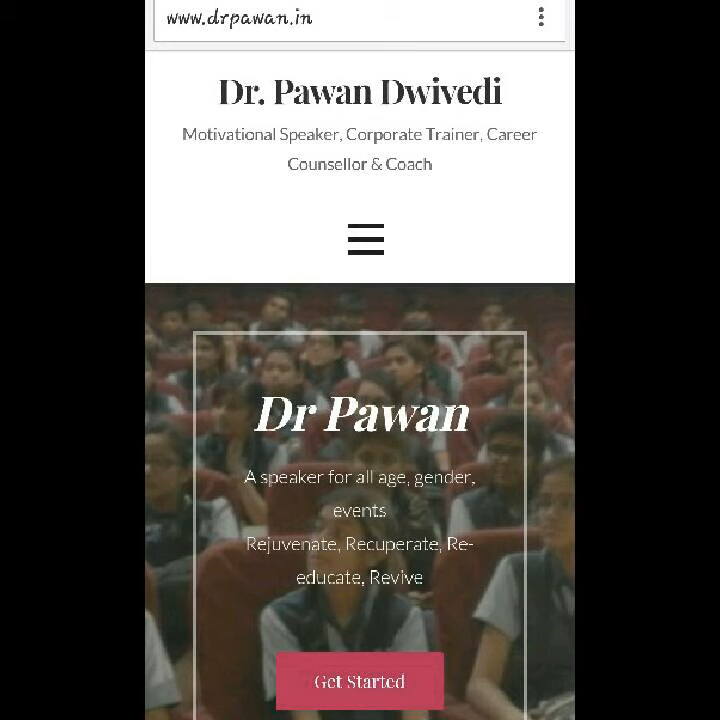 www.drpawan.in
Dr. Pawan Dwivedi
Motivational Speaker, Corporate Trainer, Career
Counsellor & Coach
Dr Pawan
A speaker for all age, gender,
events
Rejuvenate, Recuperate, Re-
educate, Revive
Get Started